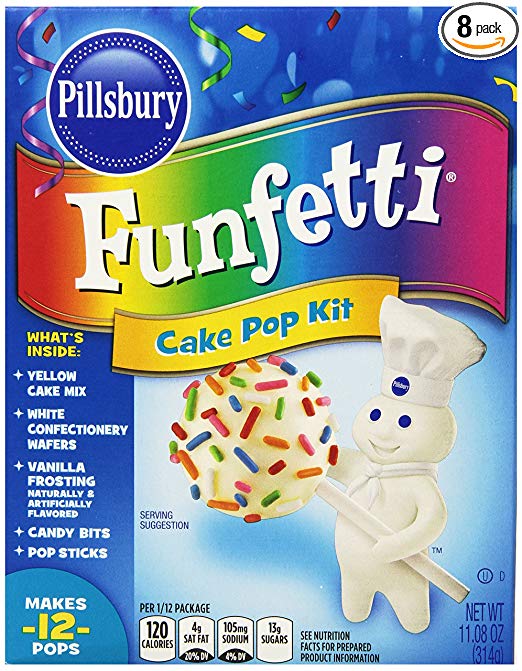 8 pack
Pillsbury
Funfetti®
Cake Pop Kit
WHAT'S
INSIDE:
+ YELLOW
CAKE MIX
+ WHITE
CONFECTIONERY
WAFERS
+ VANILLA
FROSTING
NATURALLY &
ARTIFICIALLY
FLAVORED
+ CANDY BITS
+ POP STICKS
Pillsbury
SERVING
SUGGESTION
TM
U D
MAKES
-12-
POPS
PER 1/12 PACKAGE
120
CALORIES
4g
SAT FAT
20% DV
105mg
SODIUM
4% DV
13g
SUGARS
SEE NUTRITION
FACTS FOR PREPARED
PRODUCT INFORMATION
NET WT
11.08 OZ
(314g)